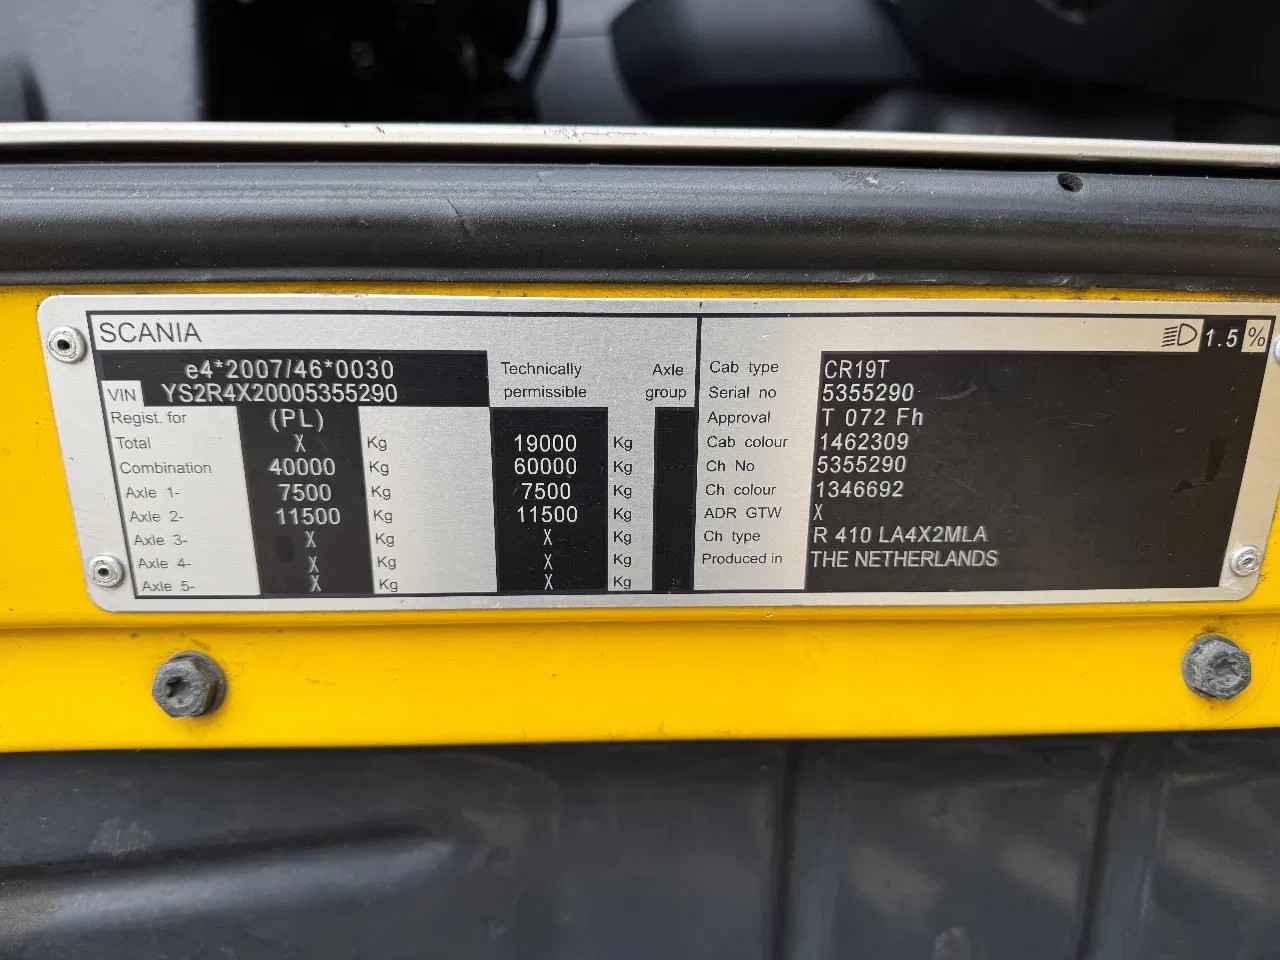 SCANIA
e4*2007/46*0030
VIN YS2R4X20005355290
Regist. for (PL)
Technically permissible
Axle group
Total X Kg 19000 Kg
Combination 40000 Kg 60000 Kg
Axle 1- 7500 Kg 7500 Kg
Axle 2- 11500 Kg 11500 Kg
Axle 3- X Kg X Kg
Axle 4- X Kg X Kg
Axle 5- X Kg X Kg
1.5 %
Cab type CR19T
Serial no 5355290
Approval T 072 Fh
Cab colour 1462309
Ch No 5355290
Ch colour 1346692
ADR GTW X
Ch type R 410 LA4X2MLA
Produced in THE NETHERLANDS